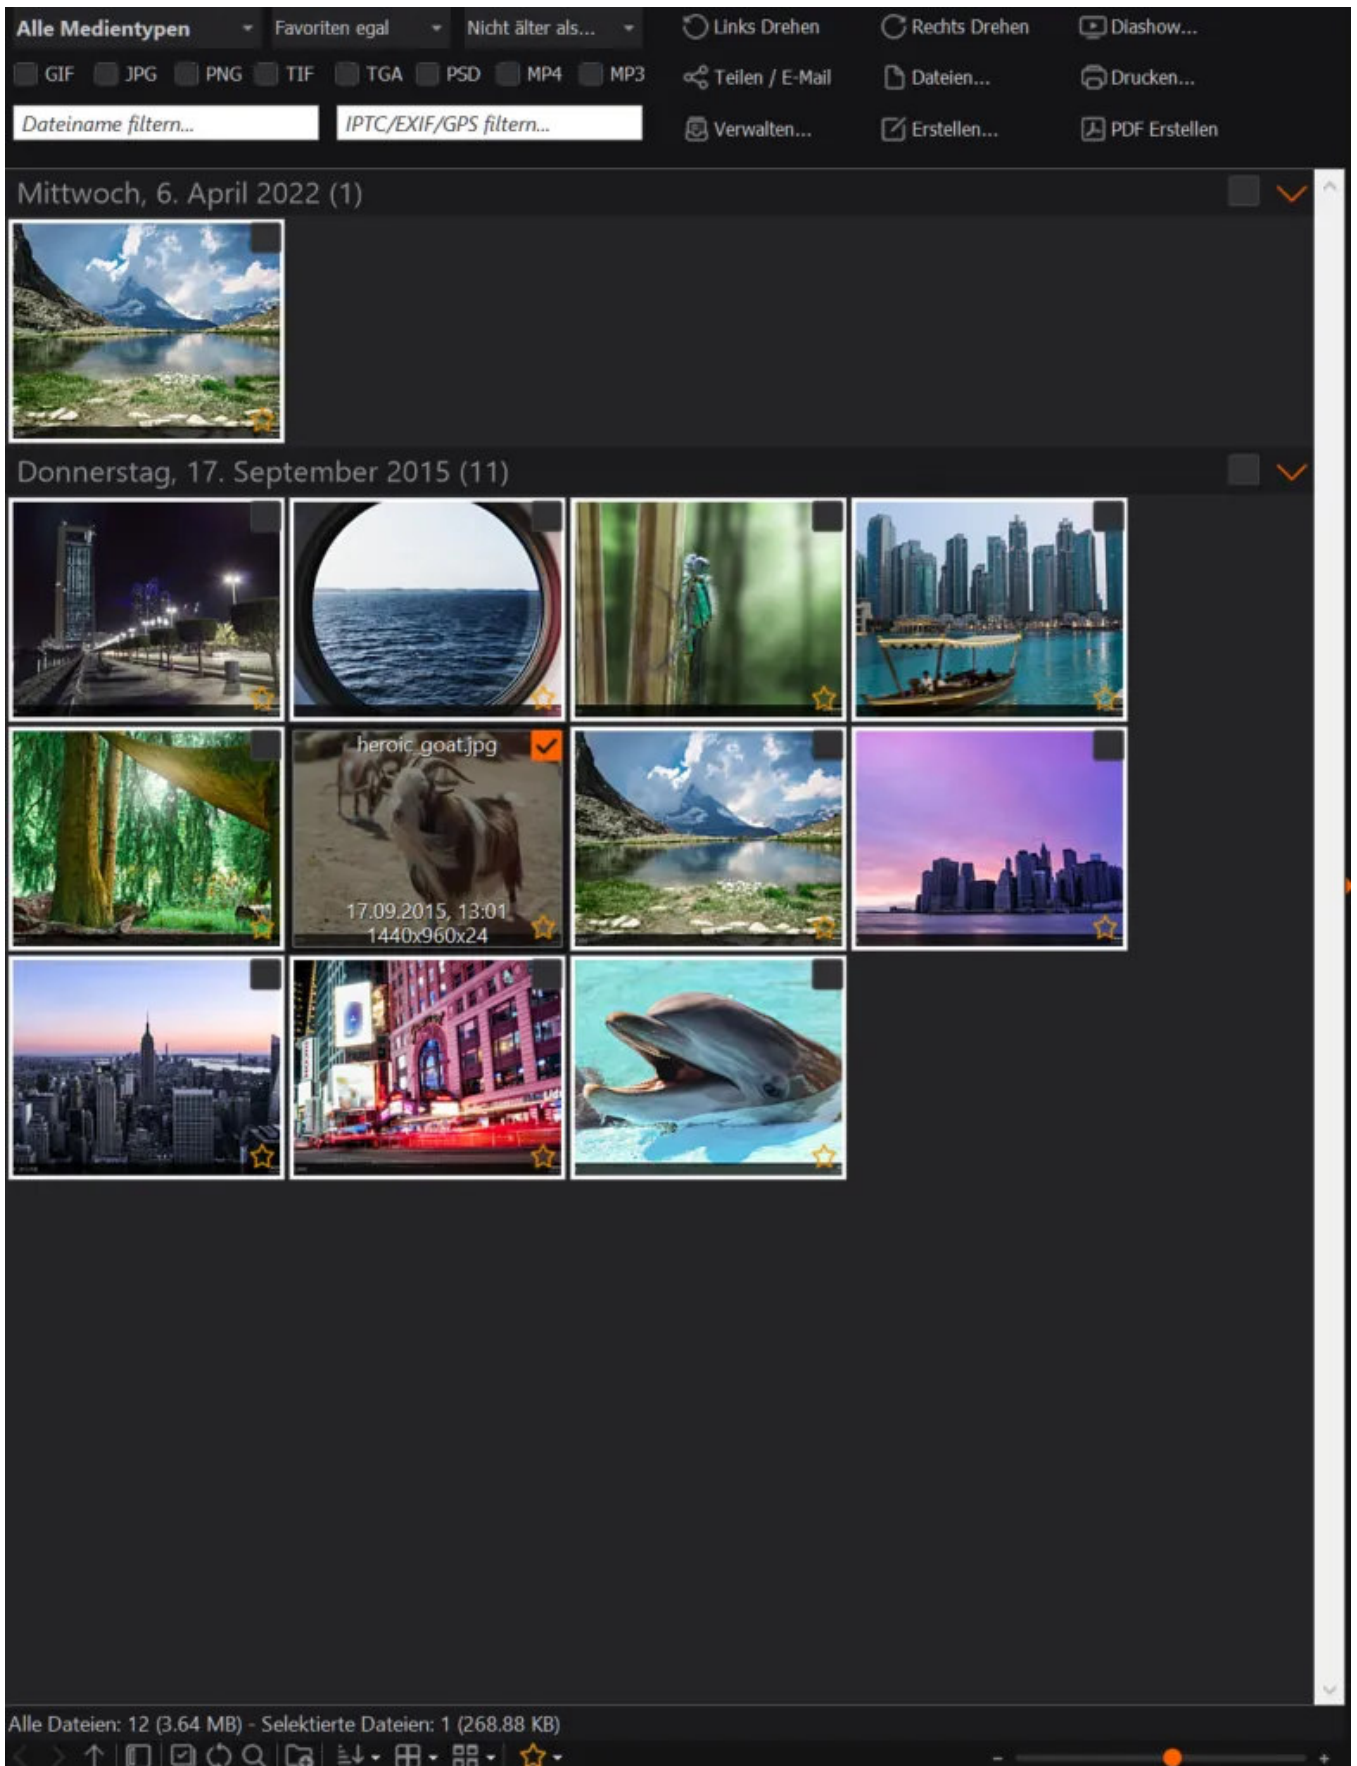 Alle Medientypen Favoriten egal Nicht älter als... Links Drehen Rechts Drehen Diashow...
GIF JPG PNG TIF TGA PSD MP4 MP3 Teilen / E-Mail Dateien... Drucken...
Dateiname filtern... IPTC/EXIF/GPS filtern... Verwalten... Erstellen... PDF Erstellen
Mittwoch, 6. April 2022 (1)
Donnerstag, 17. September 2015 (11)
heroic_goat.jpg
17.09.2015, 13:01
1440x960x24
Alle Dateien: 12 (3.64 MB) - Selektierte Dateien: 1 (268.88 KB)